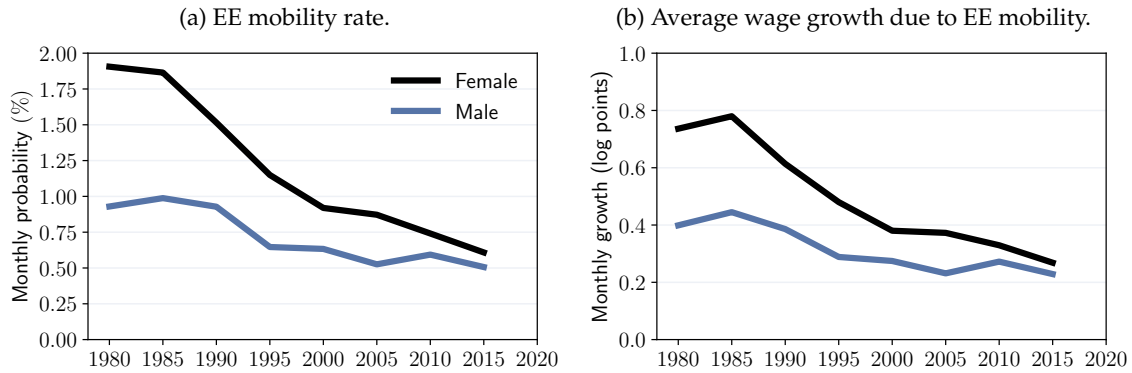 (a) EE mobility rate.
Monthly probability (%)
2.00
1.75
1.50
1.25
1.00
0.75
0.50
0.25
0.00
Female
Male
1980 1985 1990 1995 2000 2005 2010 2015 2020
(b) Average wage growth due to EE mobility.
Monthly growth (log points)
1.0
0.8
0.6
0.4
0.2
0.0
1980 1985 1990 1995 2000 2005 2010 2015 2020